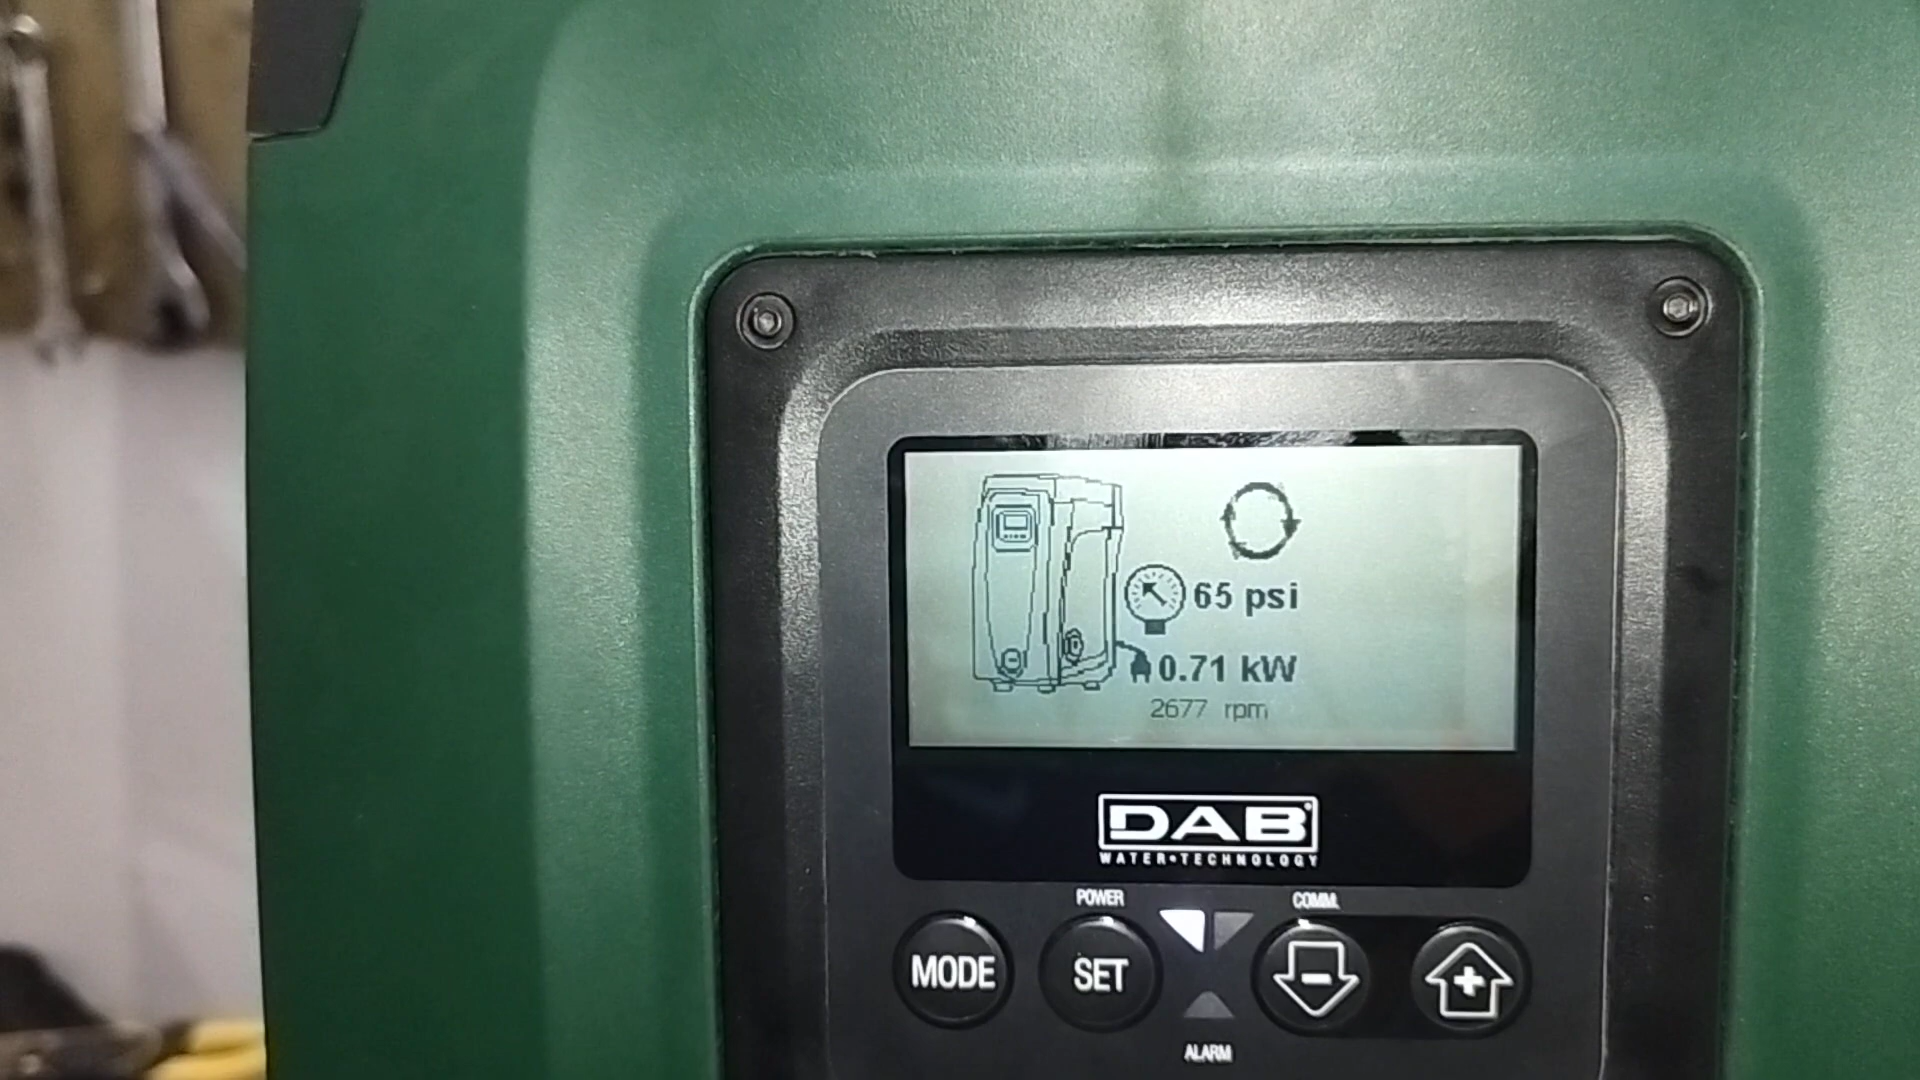 65 psi
0.71 kW
2677 rpm
DAB
WATER•TECHNOLOGY
POWER COMM.
MODE SET - +
ALARM